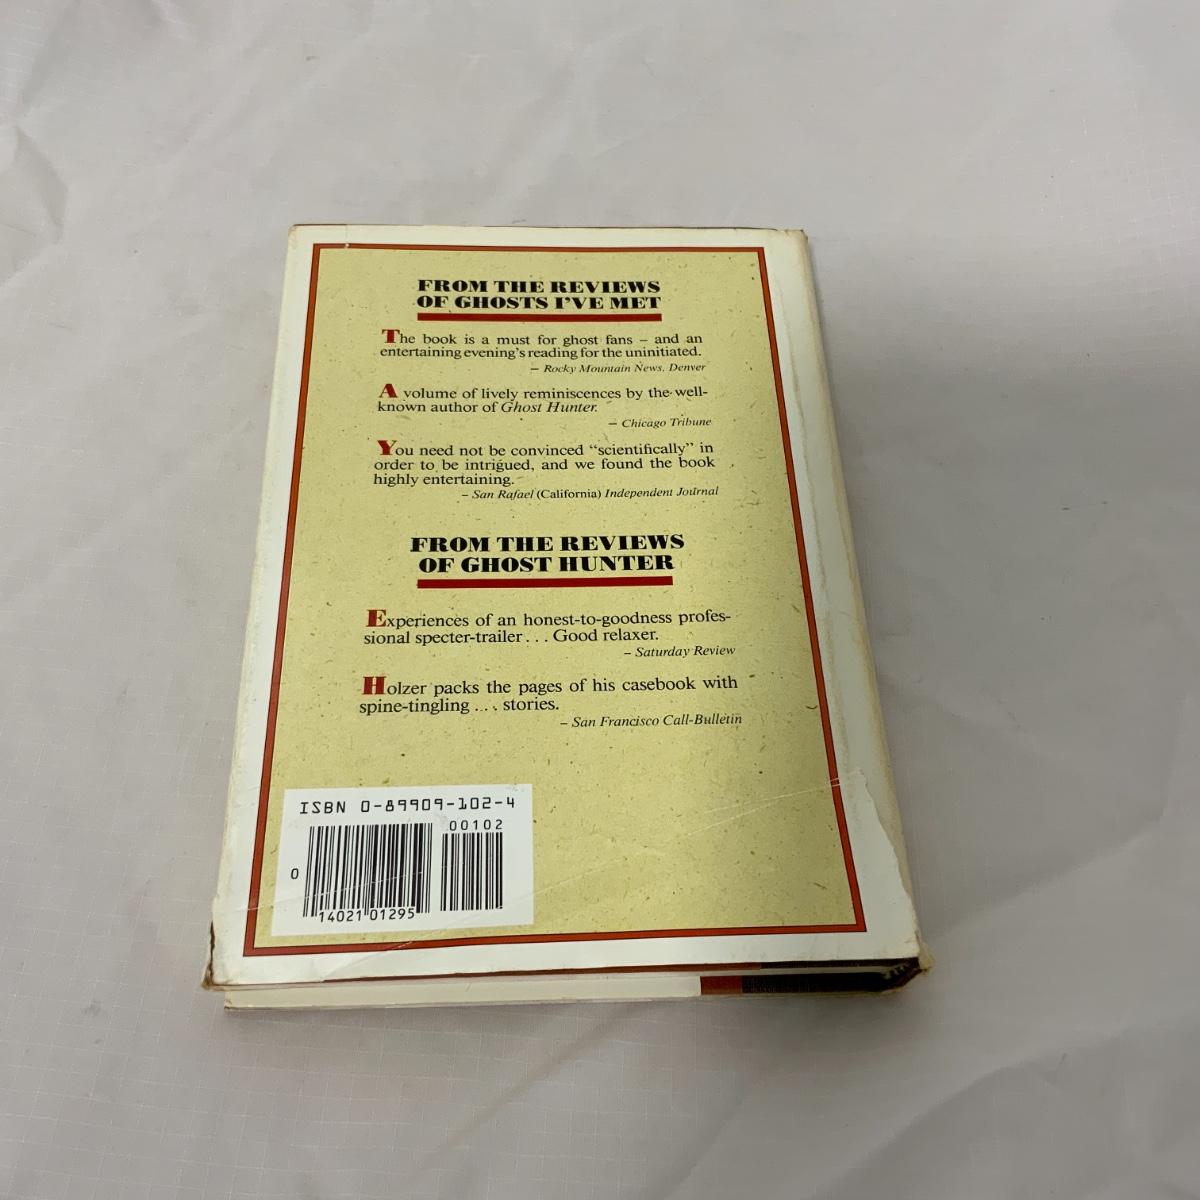 FROM THE REVIEWS
OF GHOSTS I'VE MET
The book is a must for ghost fans – and an
entertaining evening's reading for the uninitiated.
– Rocky Mountain News, Denver
A volume of lively reminiscences by the well-
known author of Ghost Hunter.
– Chicago Tribune
You need not be convinced “scientifically” in
order to be intrigued, and we found the book
highly entertaining.
– San Rafael (California) Independent Journal
FROM THE REVIEWS
OF GHOST HUNTER
Experiences of an honest-to-goodness profes-
sional specter-trailer . . . Good relaxer.
– Saturday Review
Holzer packs the pages of his casebook with
spine-tingling . . . stories.
– San Francisco Call-Bulletin
ISBN 0-89909-102-4
00102
0
14021 01295